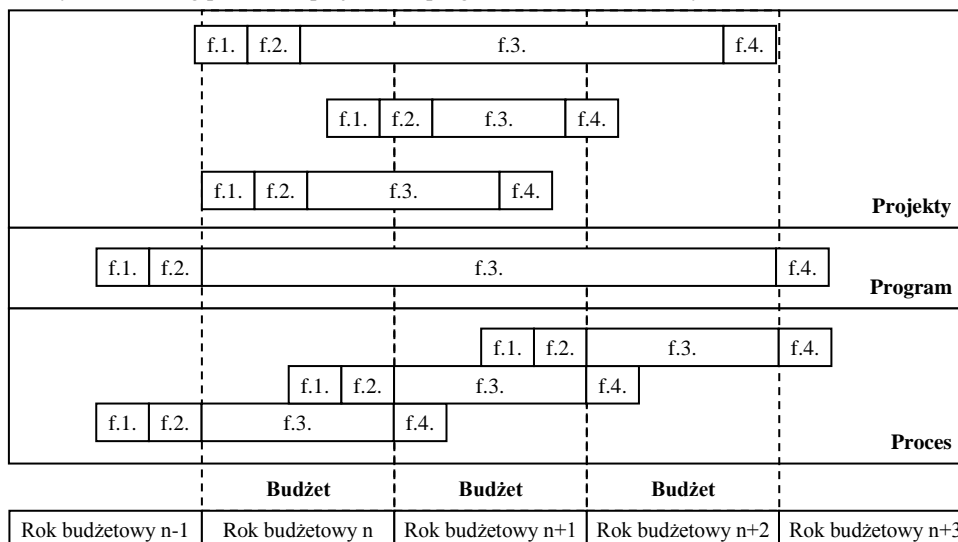 f.1. f.2. f.3. f.4.
f.1. f.2. f.3. f.4.
f.1. f.2. f.3. f.4.
Projekty
f.1. f.2. f.3. f.4.
Program
f.1. f.2. f.3. f.4.
f.1. f.2. f.3. f.4.
f.1. f.2. f.3. f.4.
Proces
Budżet Budżet Budżet
Rok budżetowy n-1 Rok budżetowy n Rok budżetowy n+1 Rok budżetowy n+2 Rok budżetowy n+3